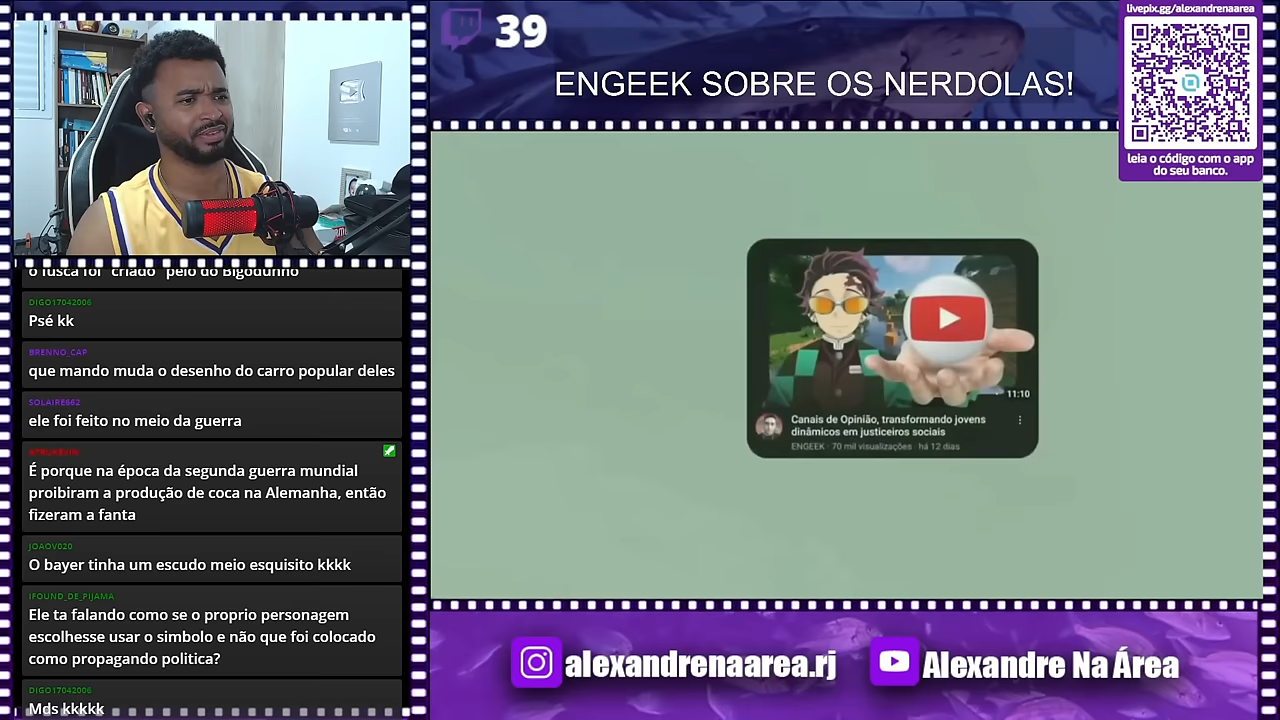 39
ENGEEK SOBRE OS NERDOLAS!
livepix.gg/alexandrenaarea
leia o código com o app
do seu banco.
o fusca foi "criado" pelo do Bigodunho
DIGO17042006
Psé kk
BRENNO_CAP
que mando muda o desenho do carro popular deles
SOLAIRE662
ele foi feito no meio da guerra
É porque na época da segunda guerra mundial
proibiram a produção de coca na Alemanha, então
fizeram a fanta
JOAOV020
O bayer tinha um escudo meio esquisito kkkk
IFOUND_DE_PIJAMA
Ele ta falando como se o proprio personagem
escolhesse usar o simbolo e não que foi colocado
como propagando politica?
DIGO17042006
Mds kkkkk
11:10
Canais de Opinião, transformando jovens
dinâmicos em justiceiros sociais
ENGEEK · 70 mil visualizações · há 12 dias
alexandrenaarea.rj
Alexandre Na Área